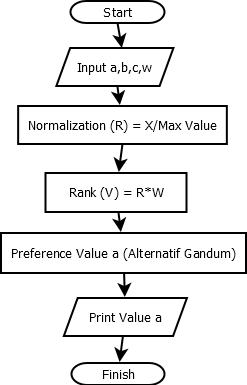 Start
Input a,b,c,w
Normalization (R) = X/Max Value
Rank (V) = R*W
Preference Value a (Alternatif Gandum)
Print Value a
Finish